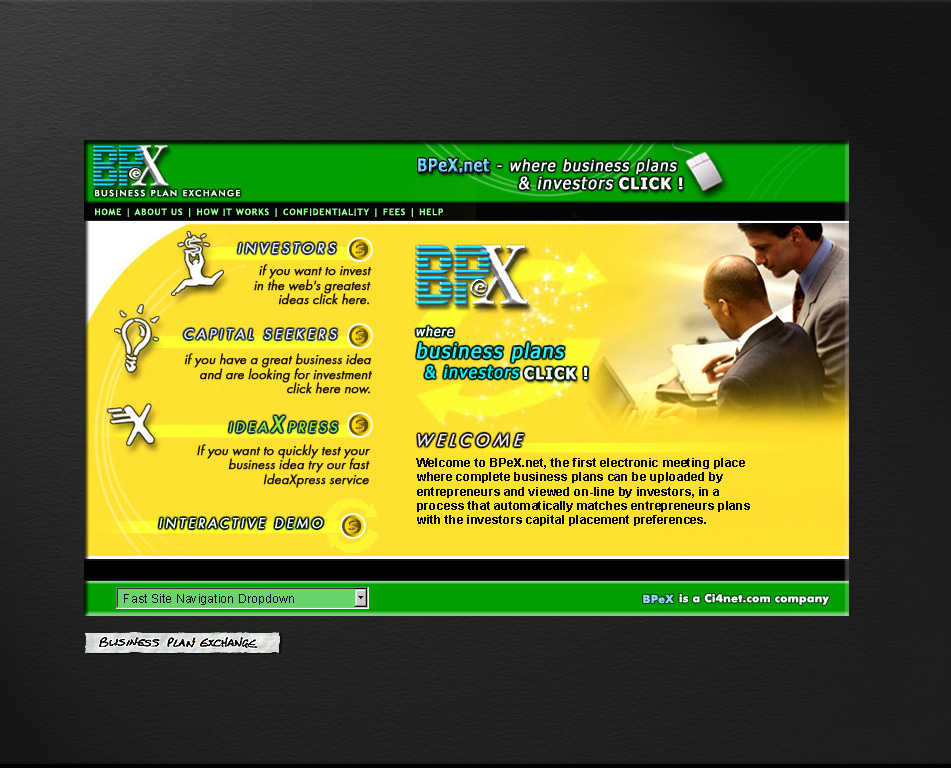 BPeX
BUSINESS PLAN EXCHANGE
BPeX.net - where business plans
& investors CLICK !
HOME | ABOUT US | HOW IT WORKS | CONFIDENTIALITY | FEES | HELP
INVESTORS
if you want to invest
in the web's greatest
ideas click here.
CAPITAL SEEKERS
if you have a great business idea
and are looking for investment
click here now.
IDEAXPRESS
If you want to quickly test your
business idea try our fast
IdeaXpress service
INTERACTIVE DEMO
BPeX
where
business plans
& investors CLICK !
WELCOME
Welcome to BPeX.net, the first electronic meeting place
where complete business plans can be uploaded by
entrepreneurs and viewed on-line by investors, in a
process that automatically matches entrepreneurs plans
with the investors capital placement preferences.
Fast Site Navigation Dropdown
BPeX is a Ci4net.com company
BUSINESS PLAN EXCHANGE